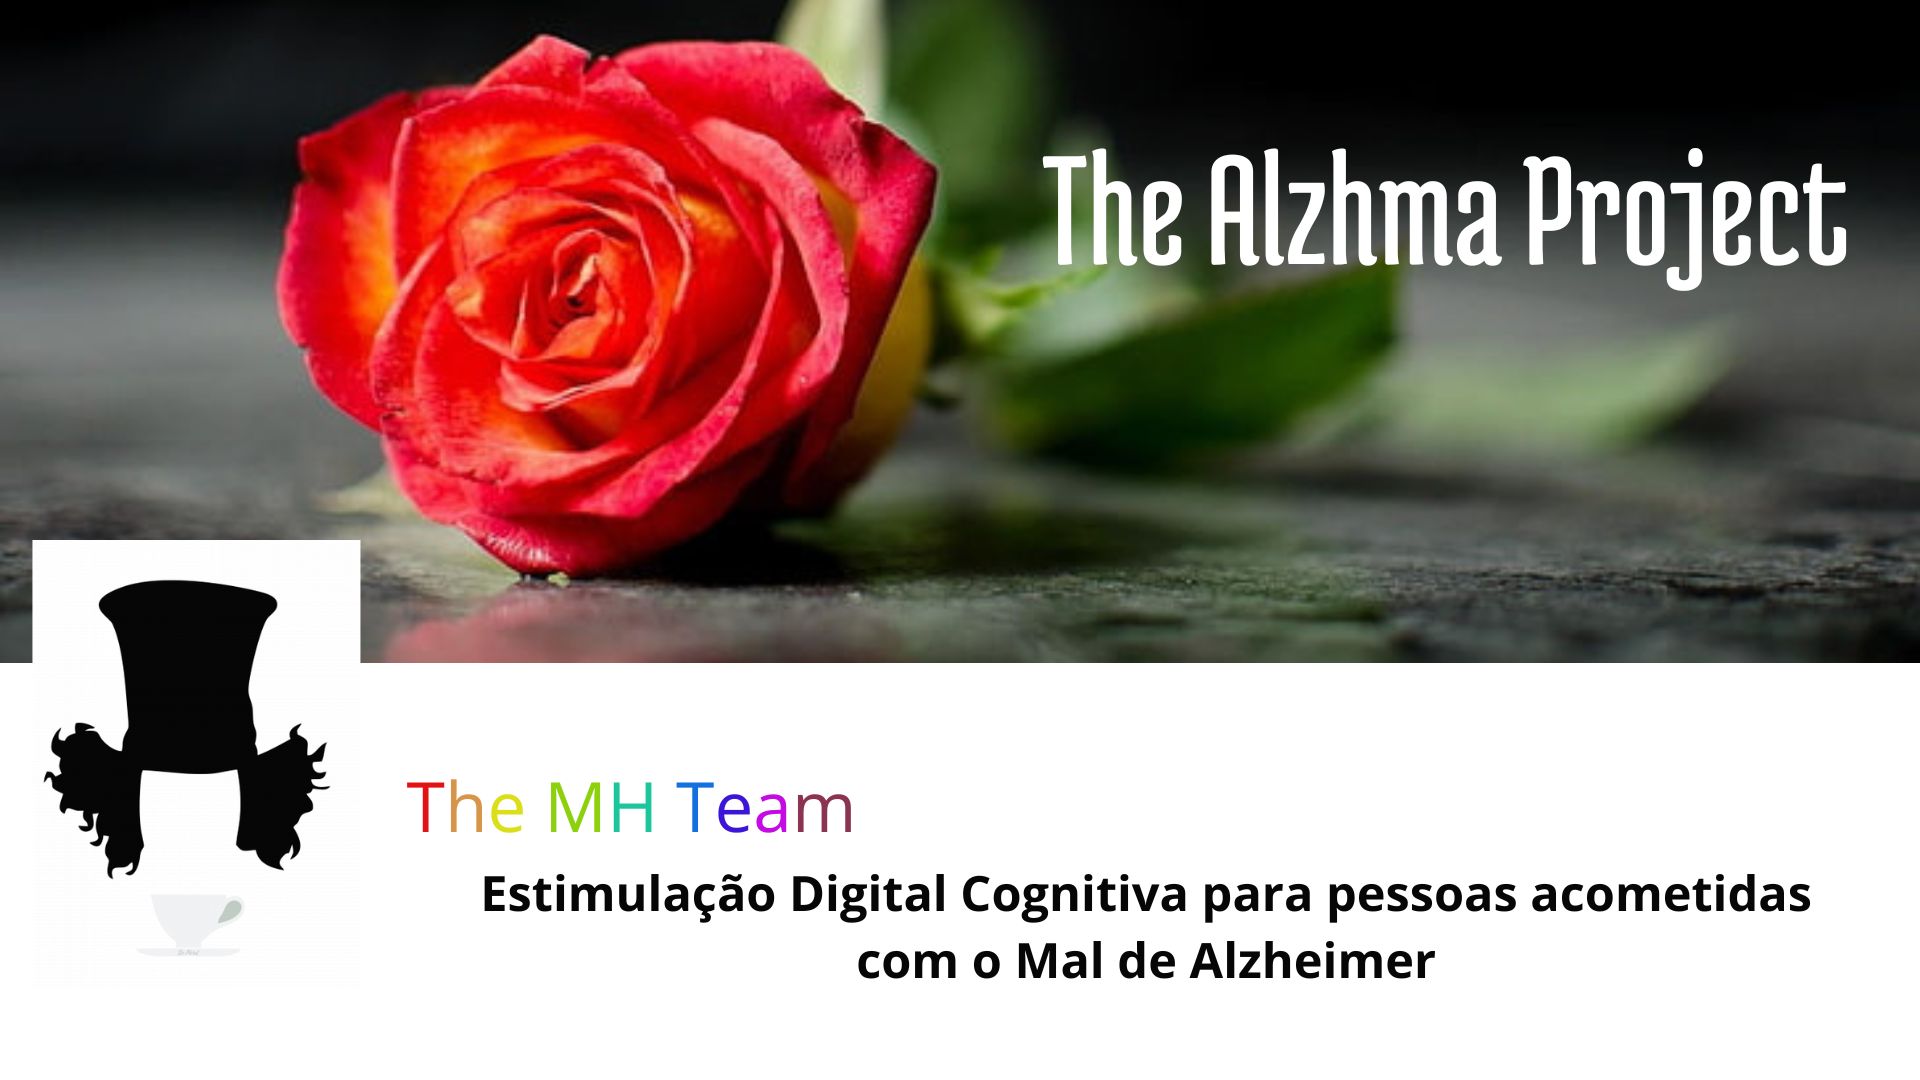 The Alzhma Project
The MH Team
Estimulação Digital Cognitiva para pessoas acometidas
com o Mal de Alzheimer